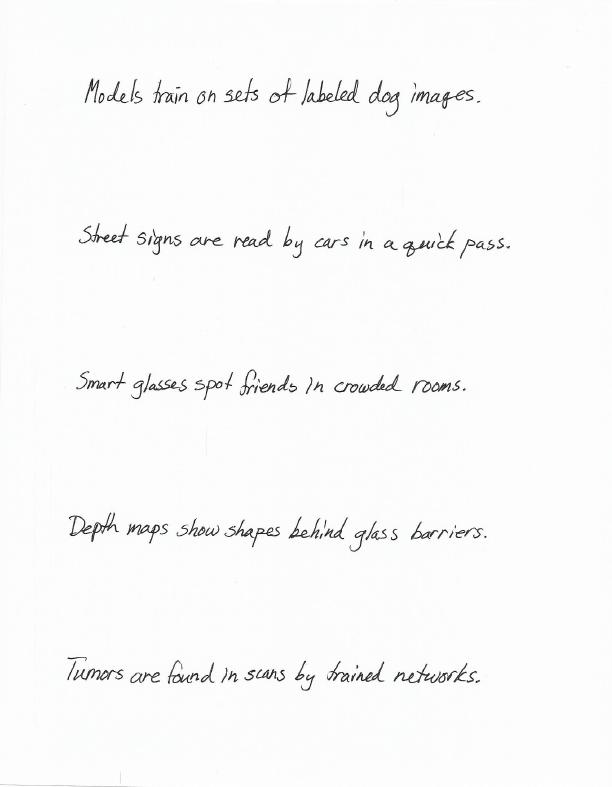 Models train on sets of labeled dog images.
Street signs are read by cars in a quick pass.
Smart glasses spot friends in crowded rooms.
Depth maps show shapes behind glass barriers.
Tumors are found in scans by trained networks.